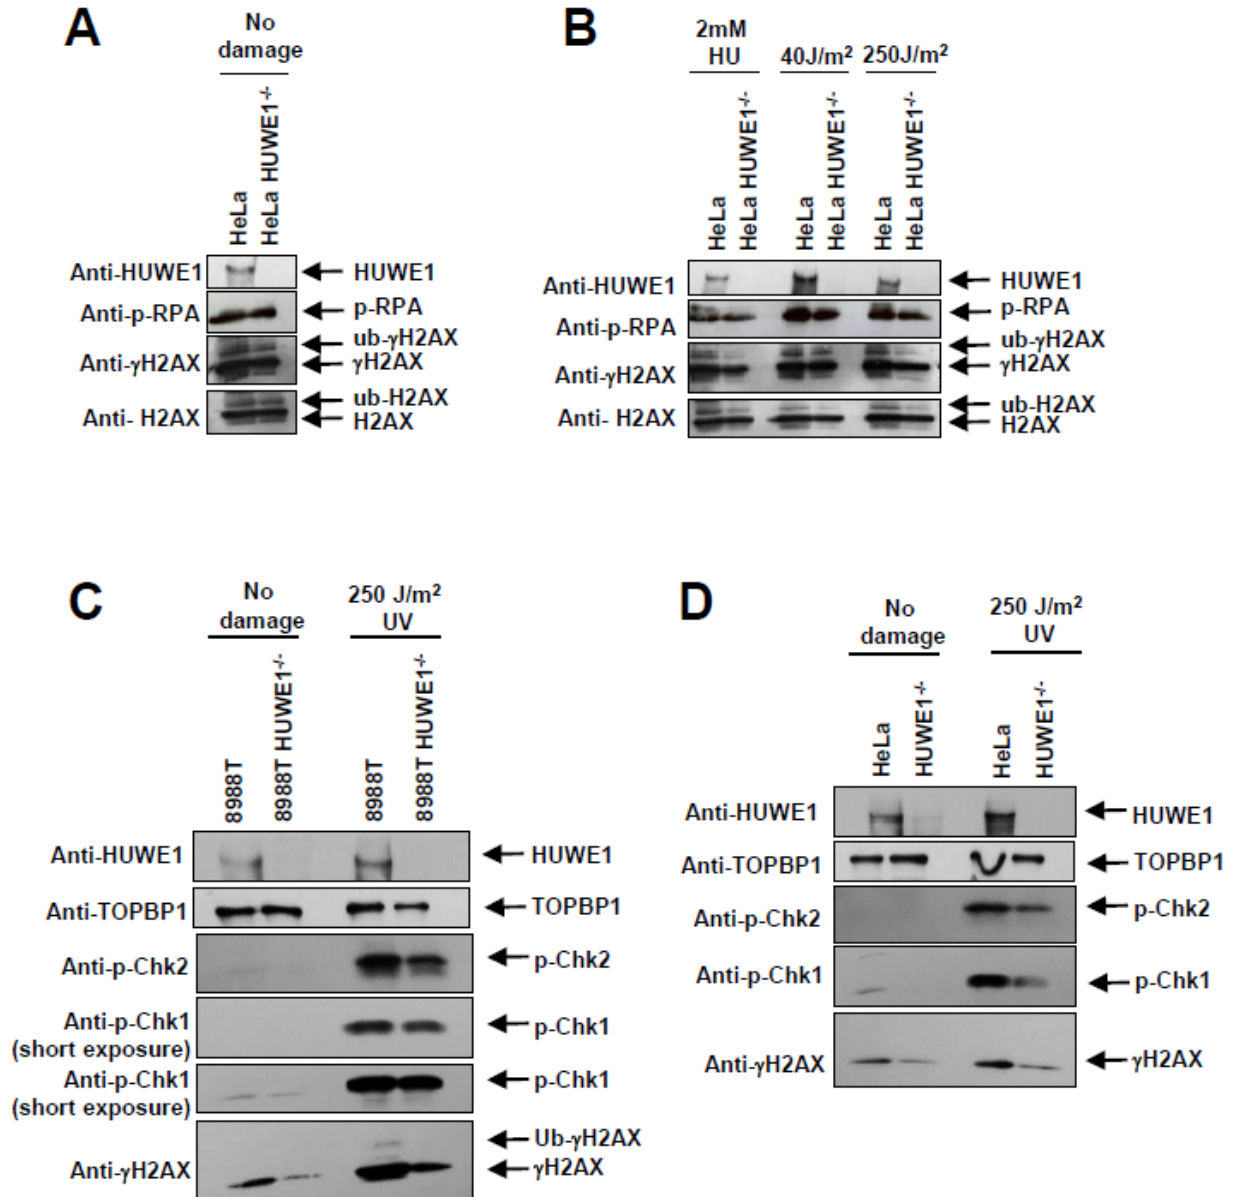 A
No
damage
HeLa
HeLa HUWE1-/-
Anti-HUWE1
HUWE1
Anti-p-RPA
p-RPA
Anti-γH2AX
ub-γH2AX
γH2AX
Anti- H2AX
ub-H2AX
H2AX
B
2mM
HU
40J/m²
250J/m²
HeLa
HeLa HUWE1-/-
HeLa
HeLa HUWE1-/-
HeLa
HeLa HUWE1-/-
Anti-HUWE1
HUWE1
Anti-p-RPA
p-RPA
Anti-γH2AX
ub-γH2AX
γH2AX
Anti- H2AX
ub-H2AX
H2AX
C
No
damage
250 J/m²
UV
8988T
8988T HUWE1-/-
8988T
8988T HUWE1-/-
Anti-HUWE1
HUWE1
Anti-TOPBP1
TOPBP1
Anti-p-Chk2
p-Chk2
Anti-p-Chk1
(short exposure)
p-Chk1
Anti-p-Chk1
(short exposure)
p-Chk1
Anti-γH2AX
Ub-γH2AX
γH2AX
D
No
damage
250 J/m²
UV
HeLa
HUWE1-/-
HeLa
HUWE1-/-
Anti-HUWE1
HUWE1
Anti-TOPBP1
TOPBP1
Anti-p-Chk2
p-Chk2
Anti-p-Chk1
p-Chk1
Anti-γH2AX
γH2AX